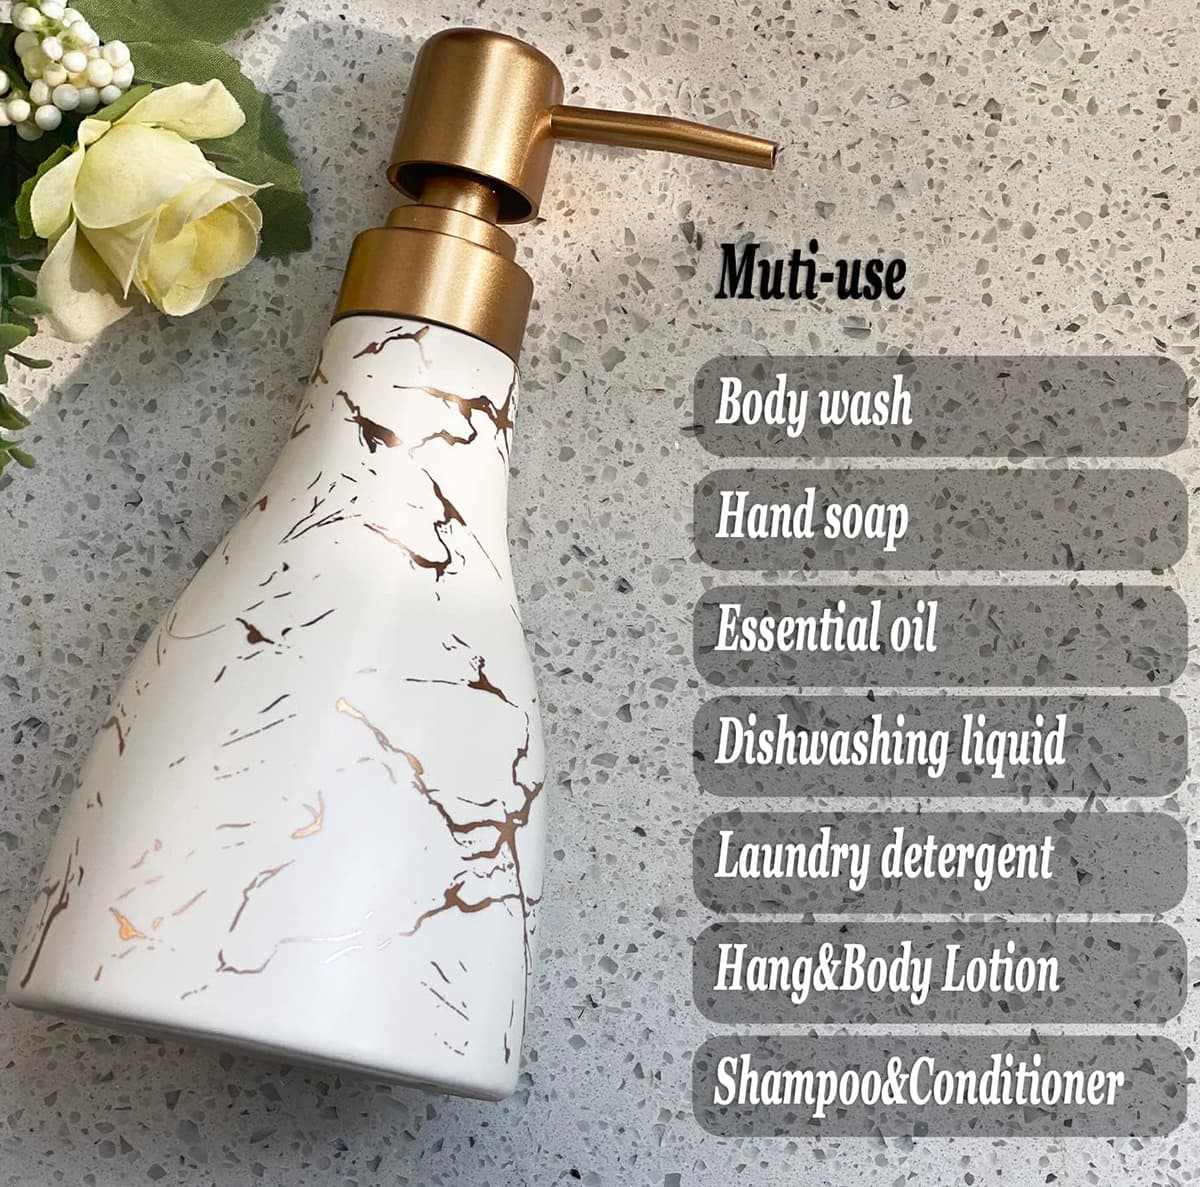 Muti-use
Body wash
Hand soap
Essential oil
Dishwashing liquid
Laundry detergent
Hang&Body Lotion
Shampoo&Conditioner